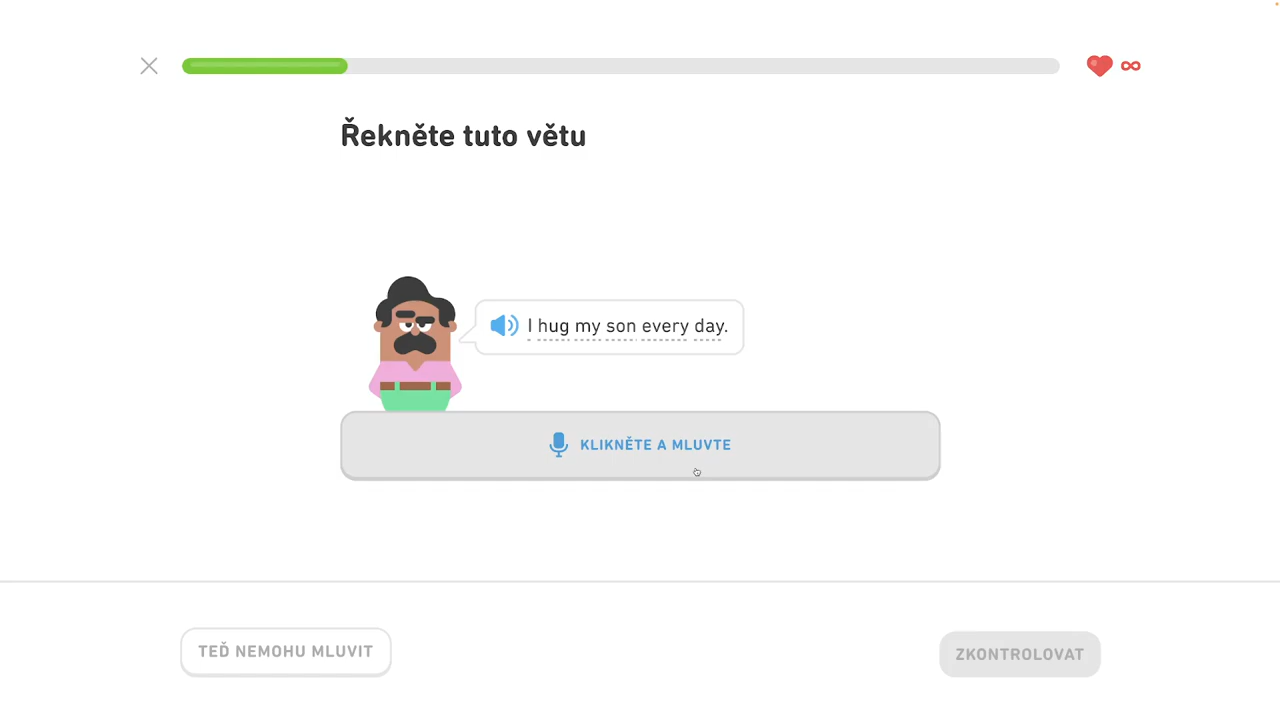 Řekněte tuto větu
I hug my son every day.
KLIKNĚTE A MLUVTE
TEĎ NEMOHU MLUVIT
ZKONTROLOVAT